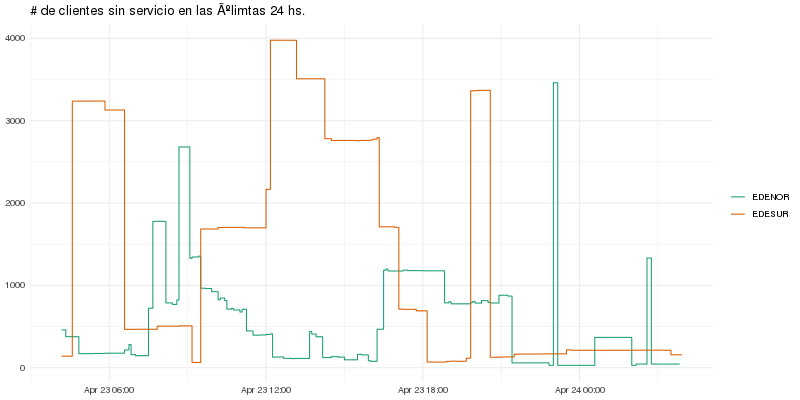 # de clientes sin servicio en las Ãºlimtas 24 hs.
4000
3000
2000
1000
0
Apr 23 06:00
Apr 23 12:00
Apr 23 18:00
Apr 24 00:00
EDENOR
EDESUR